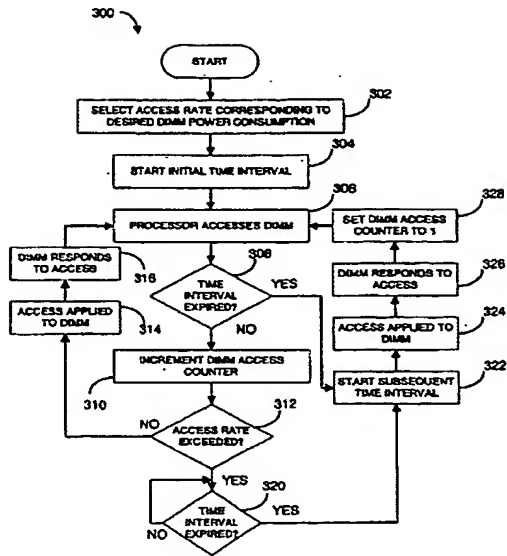 300
START
302
SELECT ACCESS RATE CORRESPONDING TO
DESIRED DIMM POWER CONSUMPTION
304
START INITIAL TIME INTERVAL
306
PROCESSOR ACCESSES DIMM
328
SET DIMM ACCESS
COUNTER TO 1
308
TIME
INTERVAL
EXPIRED?
YES
NO
DIMM RESPONDS
TO ACCESS
316
ACCESS APPLIED
TO DIMM
314
326
DIMM RESPONDS TO
ACCESS
324
ACCESS APPLIED TO
DIMM
322
START SUBSEQUENT
TIME INTERVAL
INCREMENT DIMM ACCESS
COUNTER
310
312
NO
ACCESS RATE
EXCEEDED?
YES
320
TIME
INTERVAL
EXPIRED?
YES
NO